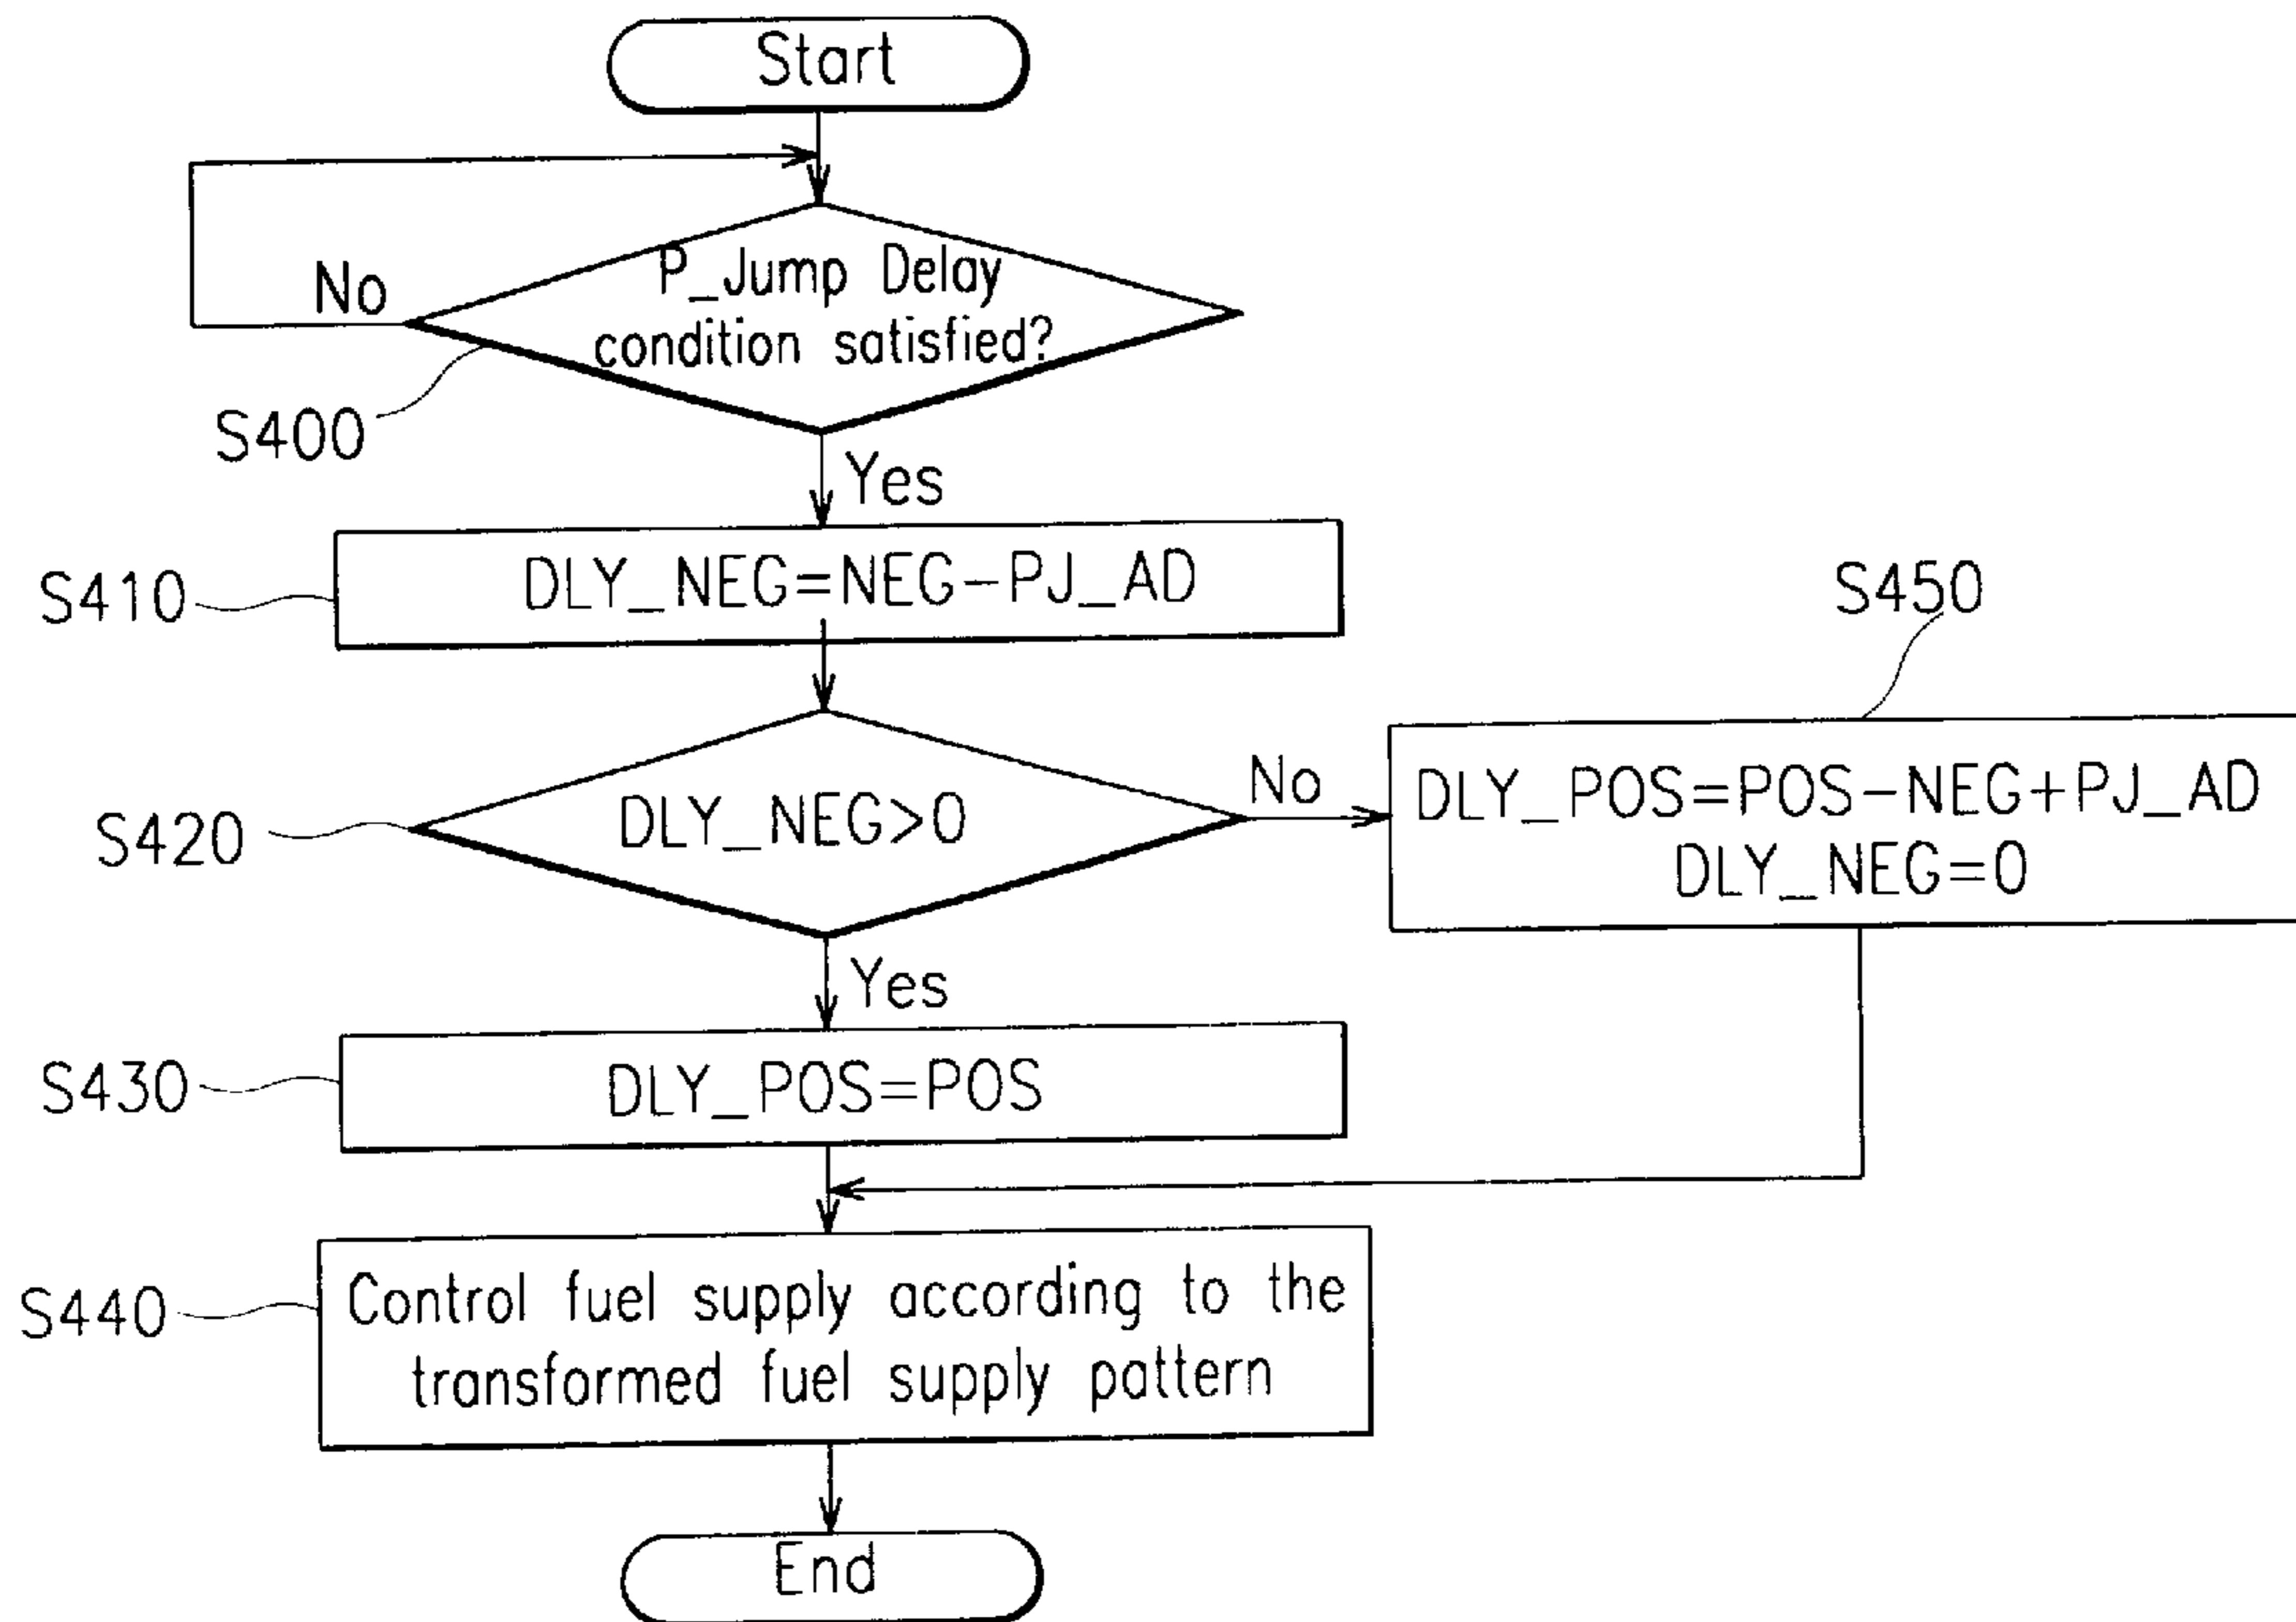 Start
No
P_Jump Delay
condition satisfied?
S400
Yes
S410
DLY_NEG=NEG-PJ_AD
S450
S420
DLY_NEG>0
No
DLY_POS=POS-NEG+PJ_AD
DLY_NEG=0
Yes
S430
DLY_POS=POS
S440
Control fuel supply according to the
transformed fuel supply pattern
End